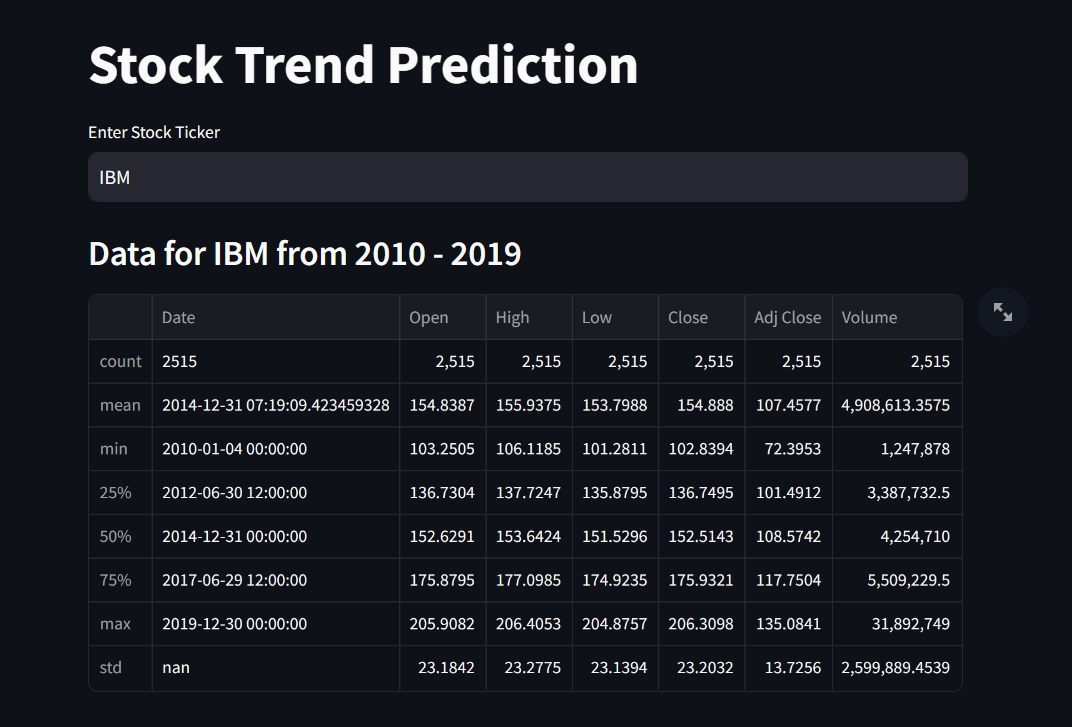 Stock Trend Prediction
Enter Stock Ticker
IBM
Data for IBM from 2010 - 2019
Date Open High Low Close Adj Close Volume
count 2515 2,515 2,515 2,515 2,515 2,515 2,515
mean 2014-12-31 07:19:09.423459328 154.8387 155.9375 153.7988 154.888 107.4577 4,908,613.3575
min 2010-01-04 00:00:00 103.2505 106.1185 101.2811 102.8394 72.3953 1,247,878
25% 2012-06-30 12:00:00 136.7304 137.7247 135.8795 136.7495 101.4912 3,387,732.5
50% 2014-12-31 00:00:00 152.6291 153.6424 151.5296 152.5143 108.5742 4,254,710
75% 2017-06-29 12:00:00 175.8795 177.0985 174.9235 175.9321 117.7504 5,509,229.5
max 2019-12-30 00:00:00 205.9082 206.4053 204.8757 206.3098 135.0841 31,892,749
std nan 23.1842 23.2775 23.1394 23.2032 13.7256 2,599,889.4539